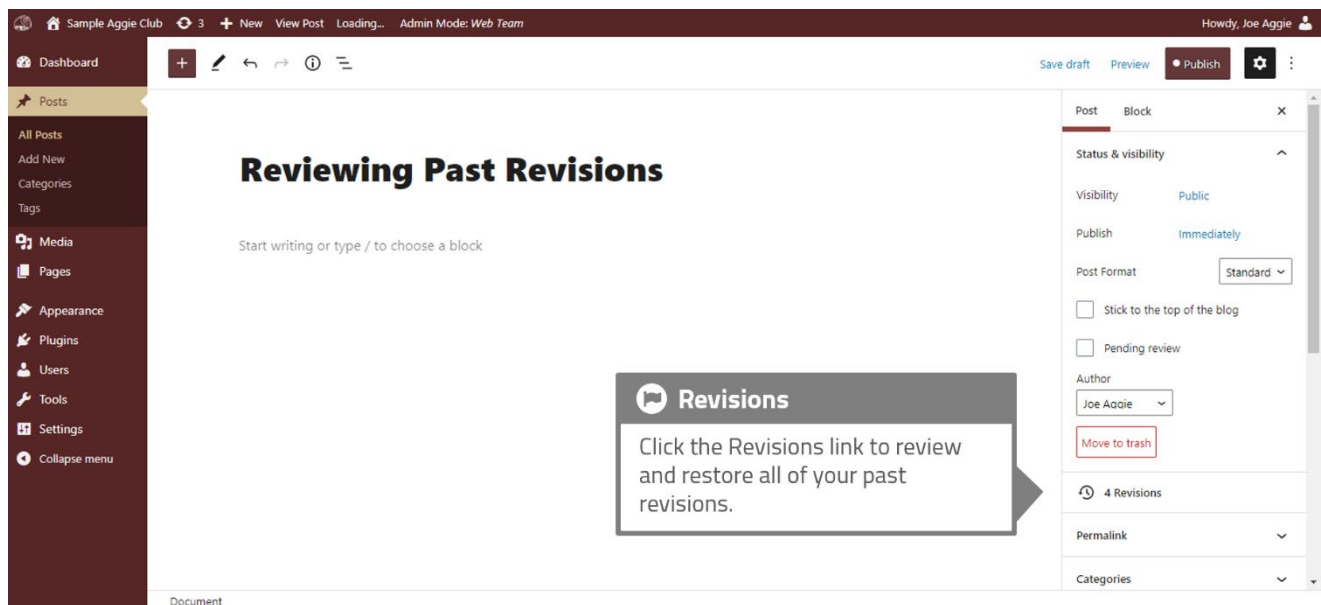 Sample Aggie Club 3 New View Post Loading... Admin Mode: Web Team Howdy, Joe Aggie
Dashboard
Posts
All Posts
Add New
Categories
Tags
Media
Pages
Appearance
Plugins
Users
Tools
Settings
Collapse menu
Save draft Preview Publish
Reviewing Past Revisions
Start writing or type / to choose a block
Revisions
Click the Revisions link to review
and restore all of your past
revisions.
Post Block
Status & visibility
Visibility Public
Publish Immediately
Post Format Standard
Stick to the top of the blog
Pending review
Author
Joe Aggie
Move to trash
4 Revisions
Permalink
Categories
Document